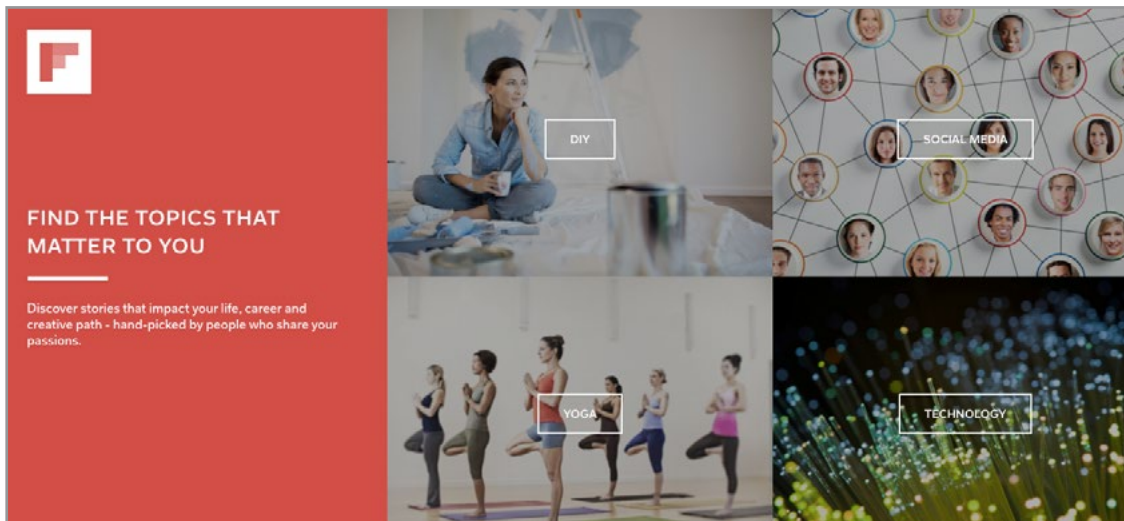 FIND THE TOPICS THAT
MATTER TO YOU
Discover stories that impact your life, career and
creative path - hand-picked by people who share your
passions.
DIY
SOCIAL MEDIA
YOGA
TECHNOLOGY